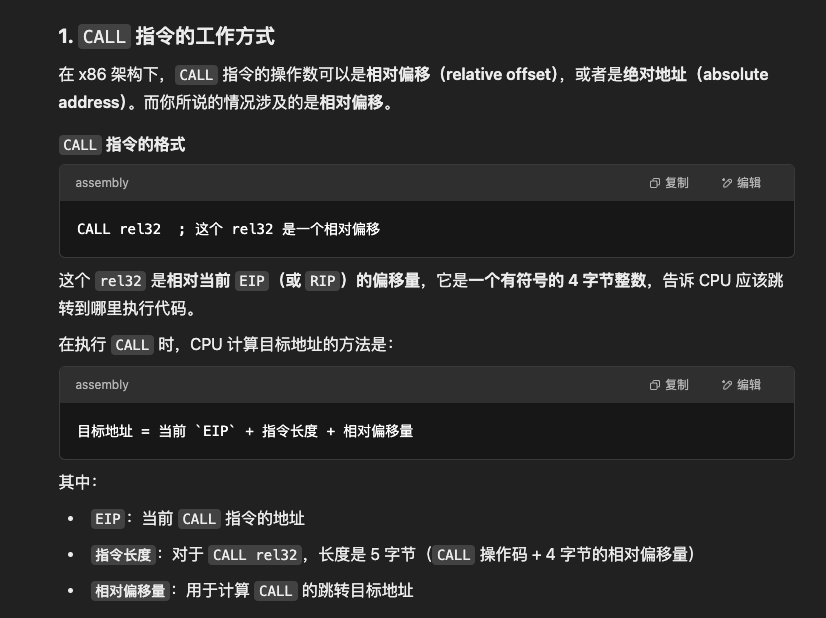 1. CALL 指令的工作方式
在 x86 架构下，CALL 指令的操作数可以是相对偏移（relative offset），或者是绝对地址（absolute
address）。而你所说的情况涉及的是相对偏移。
CALL 指令的格式
assembly 复制 编辑
CALL rel32  ; 这个 rel32 是一个相对偏移
这个 rel32 是相对当前 EIP（或 RIP）的偏移量，它是一个有符号的 4 字节整数，告诉 CPU 应该跳
转到哪里执行代码。
在执行 CALL 时，CPU 计算目标地址的方法是：
assembly 复制 编辑
目标地址 = 当前 `EIP` + 指令长度 + 相对偏移量
其中：
• EIP：当前 CALL 指令的地址
• 指令长度：对于 CALL rel32，长度是 5 字节（CALL 操作码 + 4 字节的相对偏移量）
• 相对偏移量：用于计算 CALL 的跳转目标地址